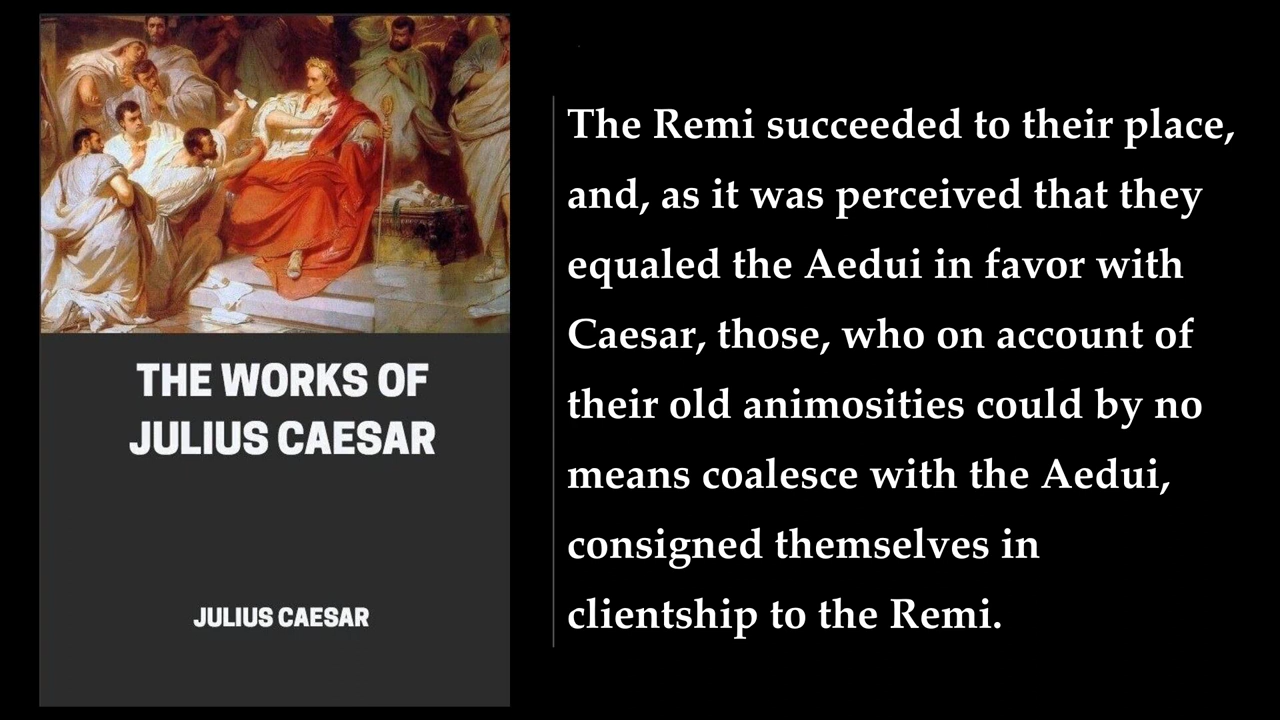 THE WORKS OF
JULIUS CAESAR
JULIUS CAESAR
The Remi succeeded to their place,
and, as it was perceived that they
equaled the Aedui in favor with
Caesar, those, who on account of
their old animosities could by no
means coalesce with the Aedui,
consigned themselves in
clientship to the Remi.